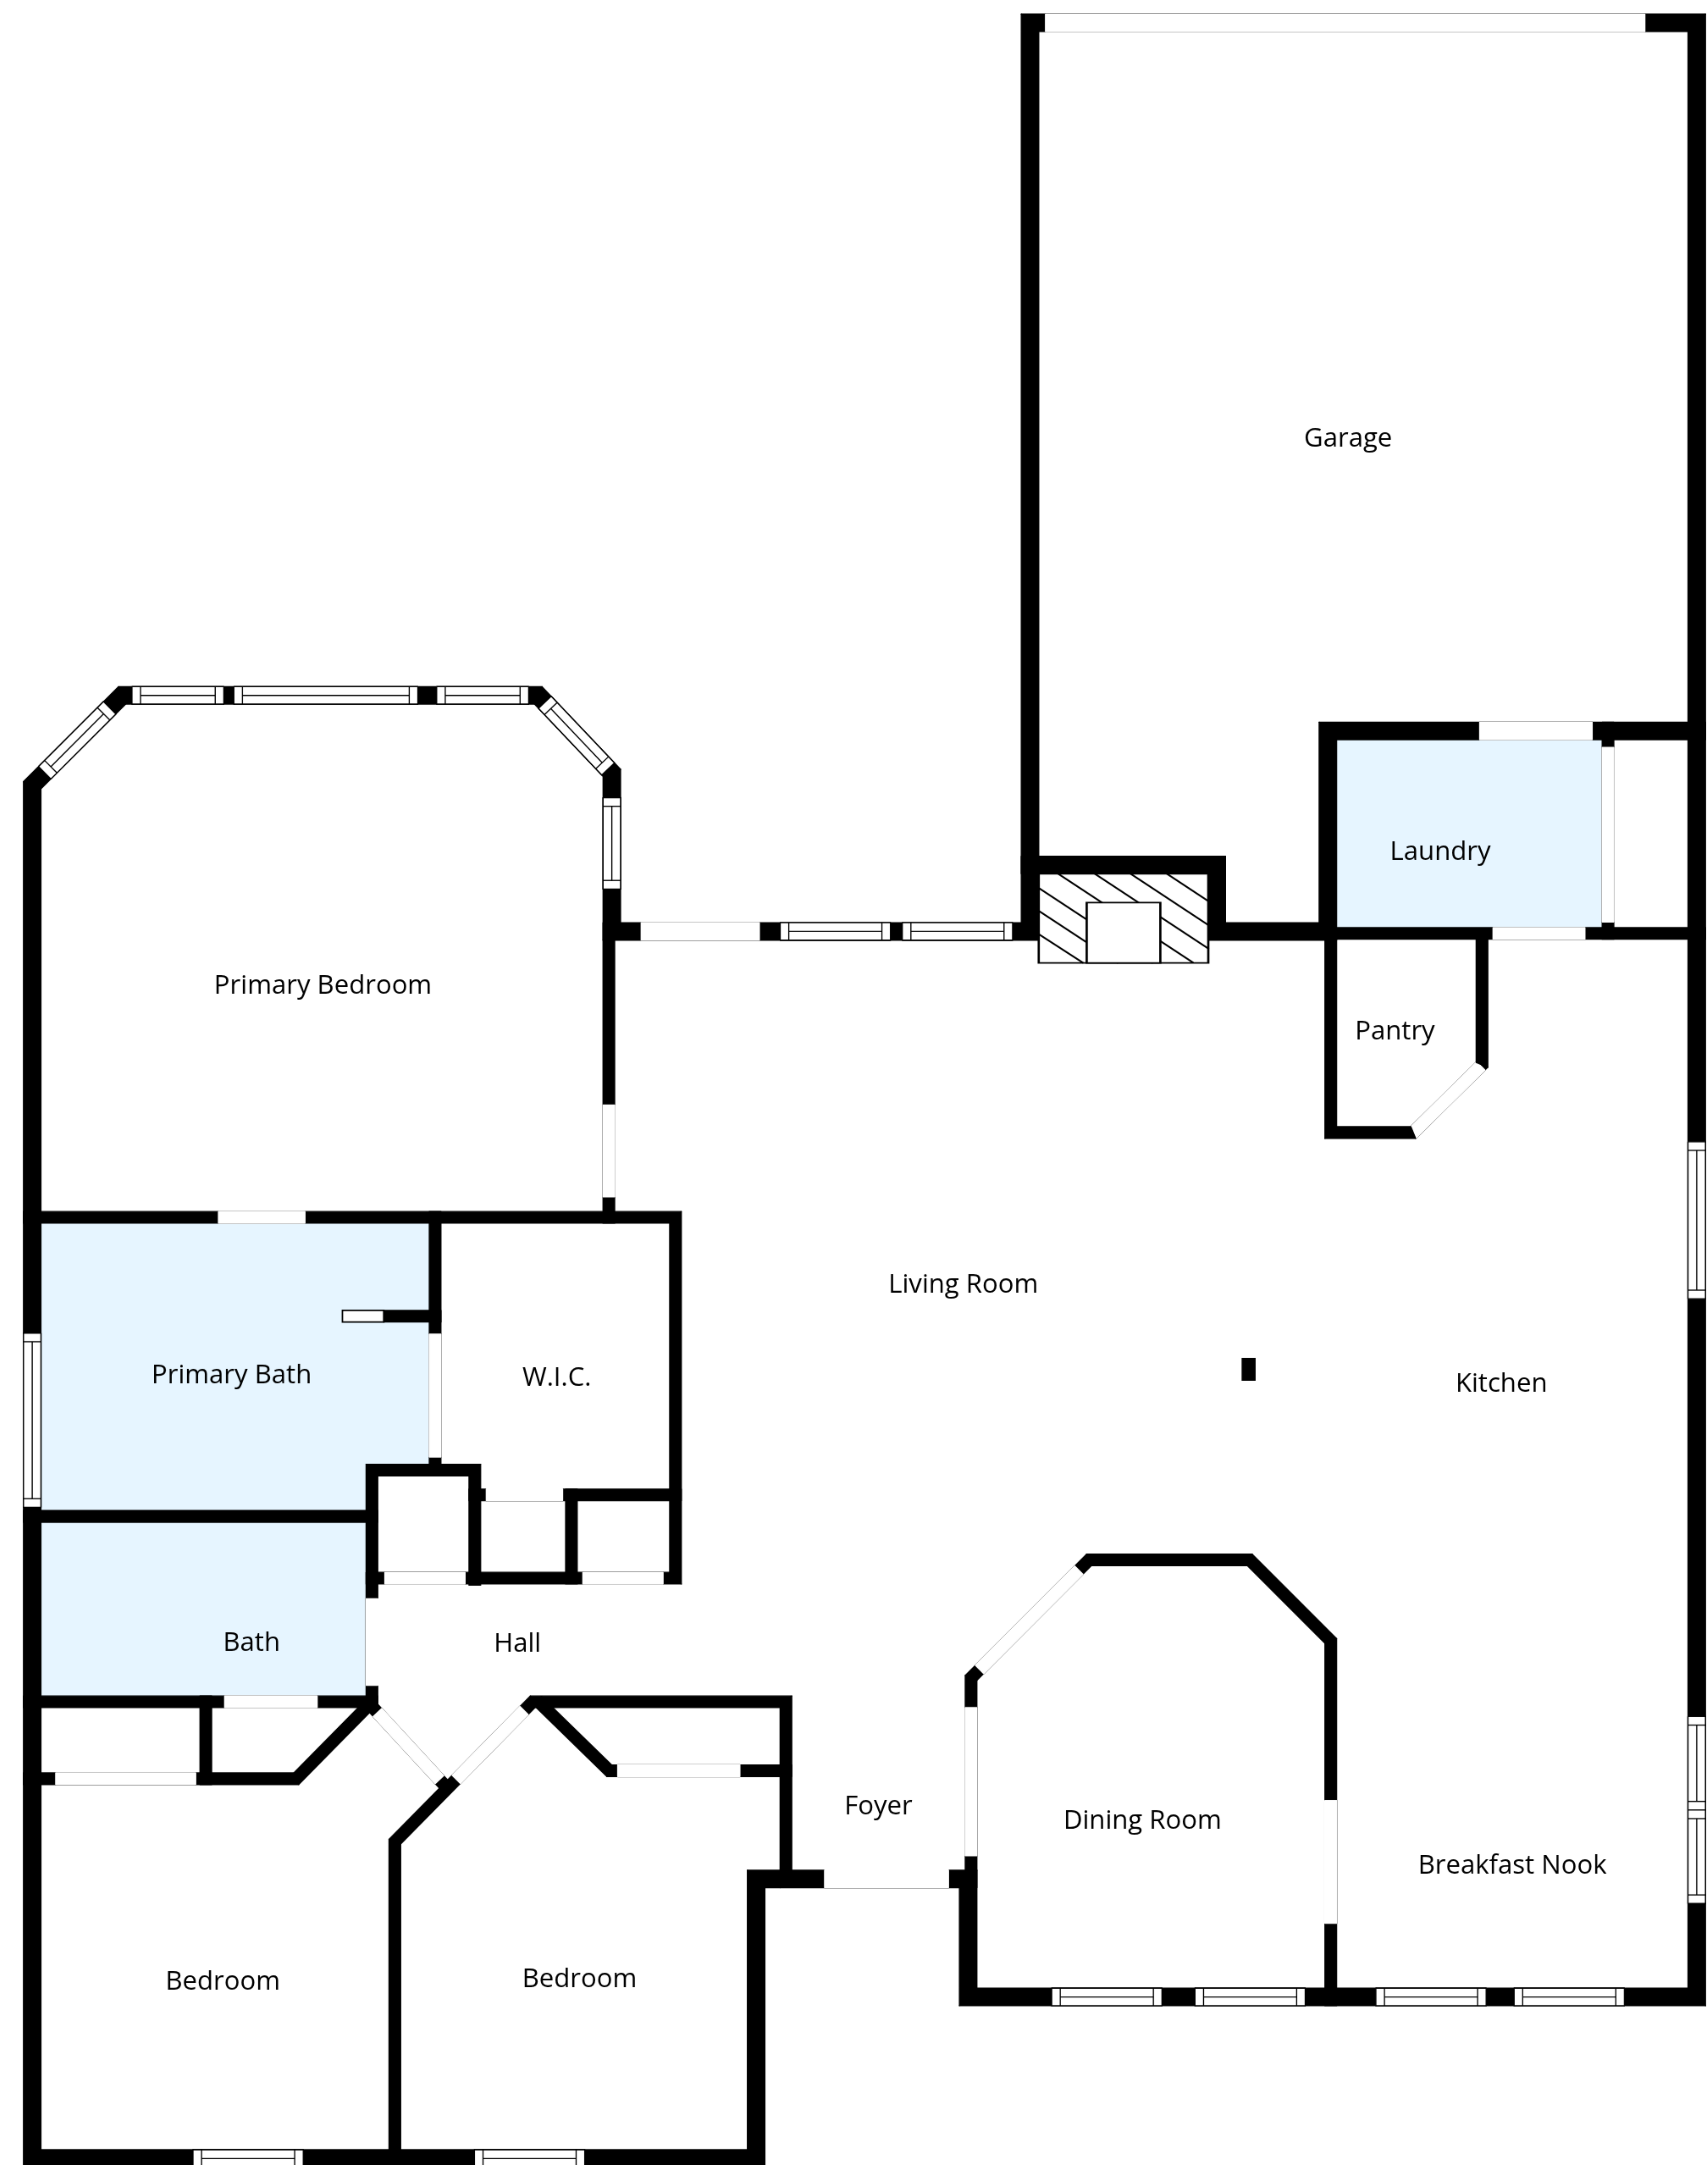 Garage
Laundry
Primary Bedroom
Pantry
Living Room
Primary Bath
W.I.C.
Kitchen
Bath
Hall
Foyer
Dining Room
Breakfast Nook
Bedroom
Bedroom